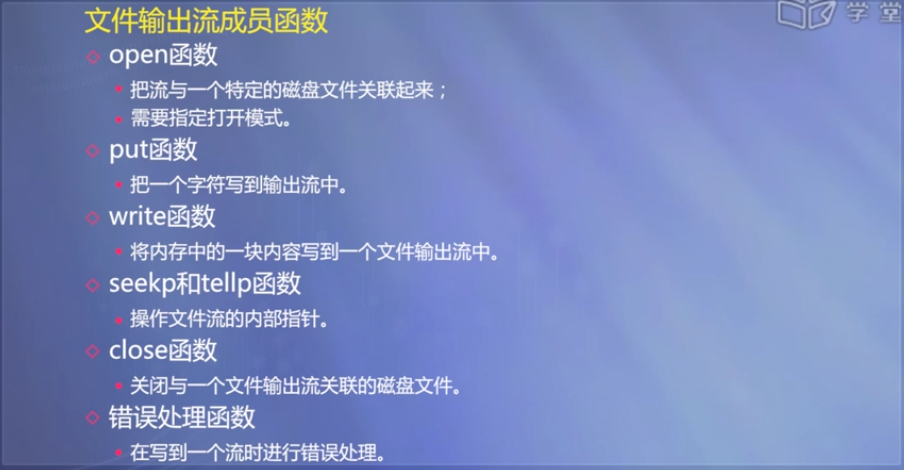 学堂
文件输出流成员函数
open函数
把流与一个特定的磁盘文件关联起来；
需要指定打开模式。
put函数
把一个字符写到输出流中。
write函数
将内存中的一块内容写到一个文件输出流中。
seekp和tellp函数
操作文件流的内部指针。
close函数
关闭与一个文件输出流关联的磁盘文件。
错误处理函数
在写到一个流时进行错误处理。